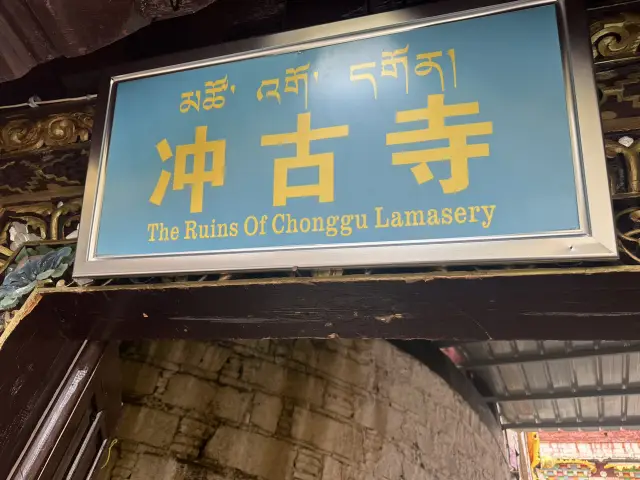 མཚོ་ འགོ་ དགོན།
冲古寺
The Ruins Of Chonggu Lamasery